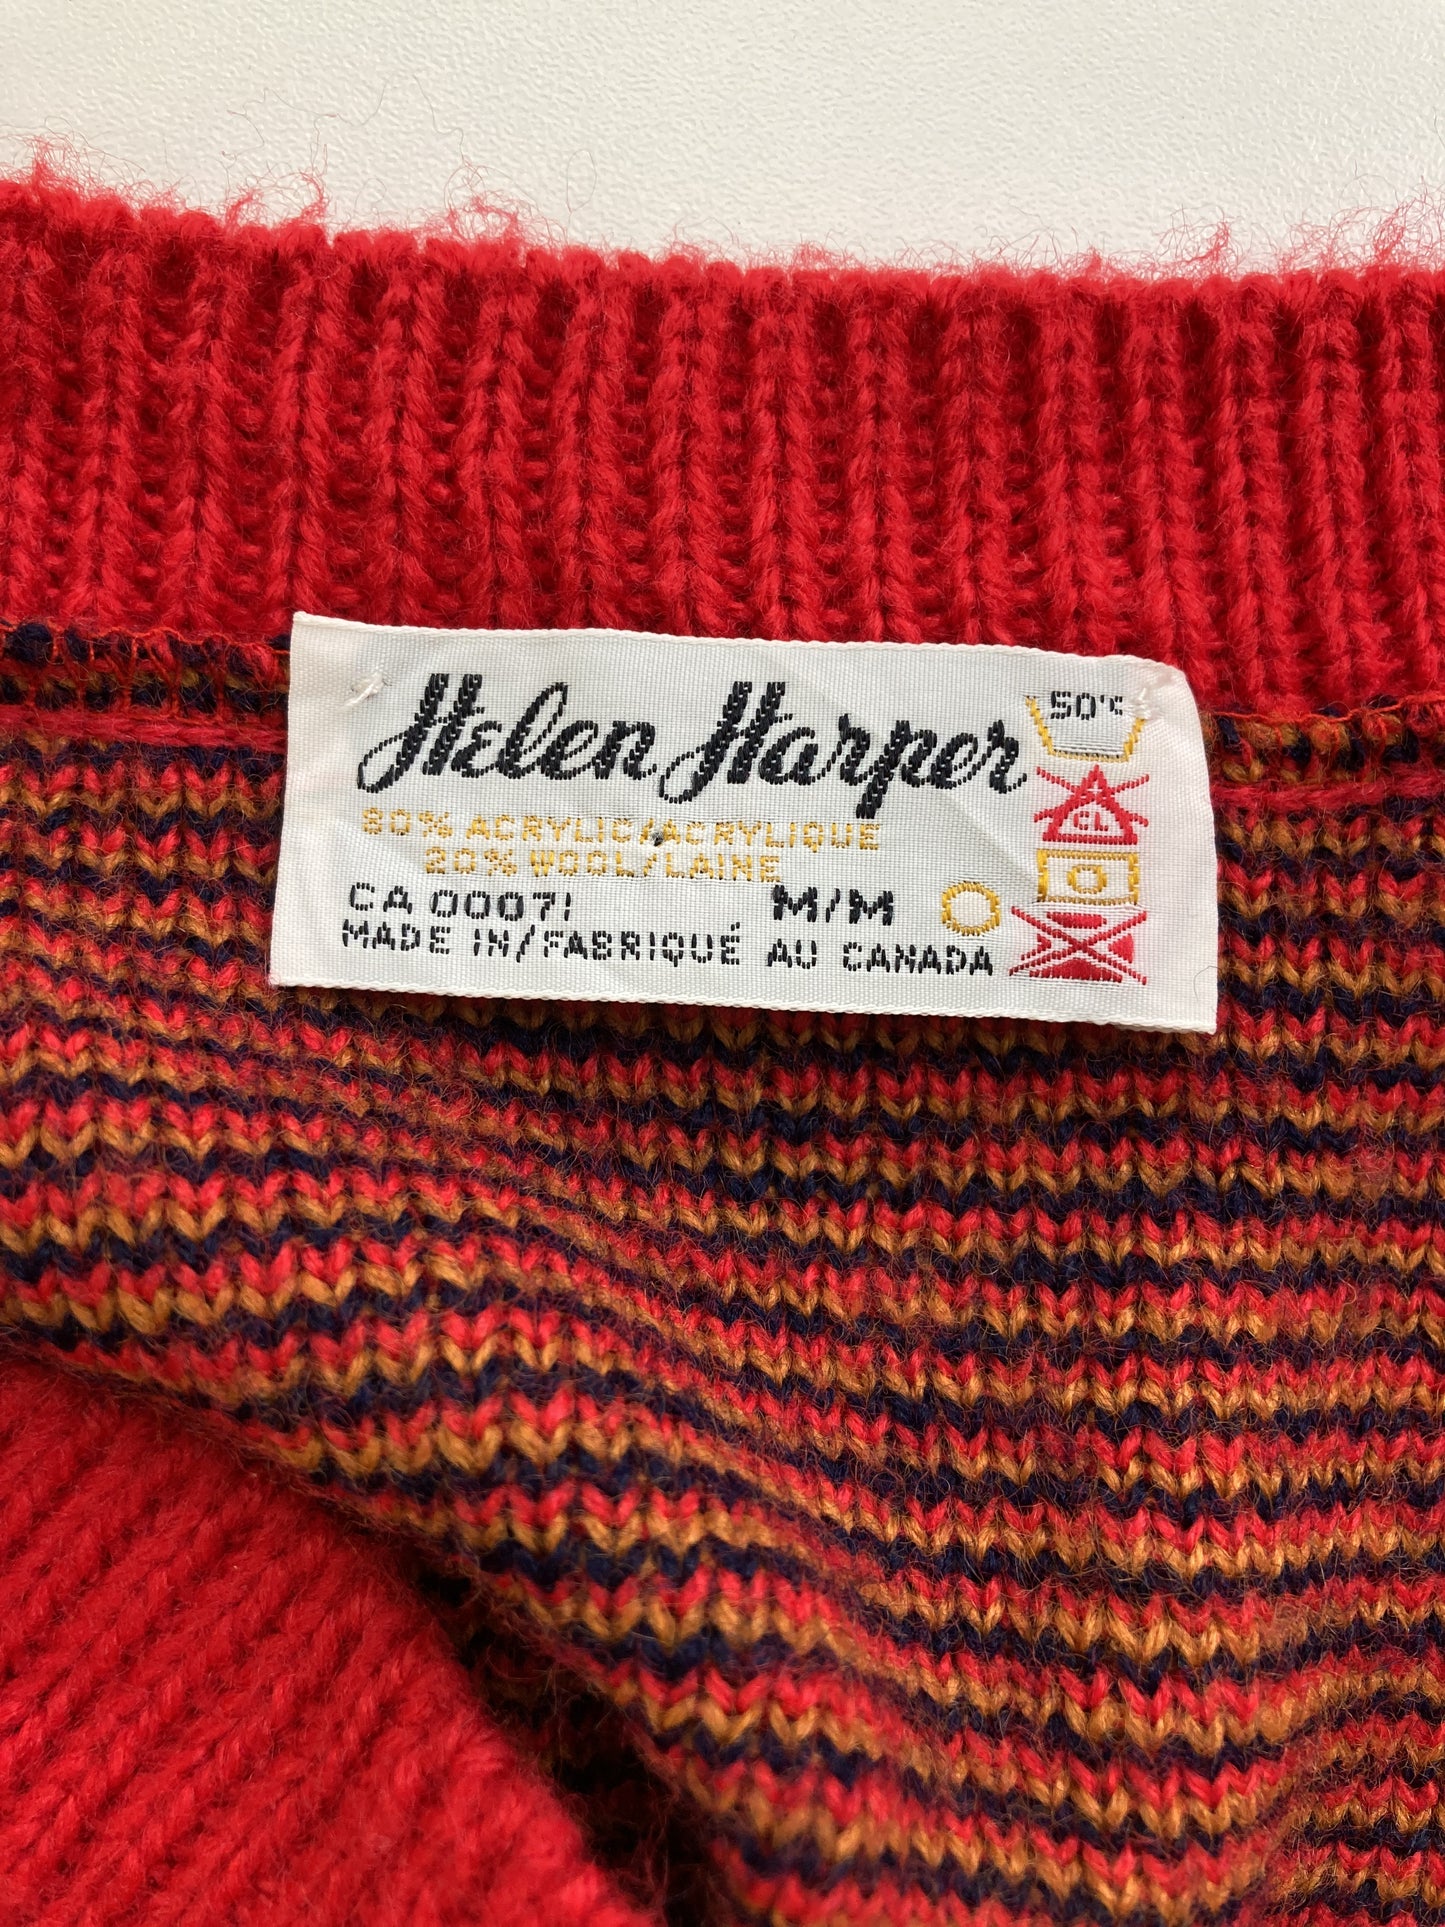 Helen Harper
50°C
CL
80% ACRYLIC/ACRYLIQUE
20% WOOL/LAINE
CA 00071 M/M
MADE IN/FABRIQUÉ AU CANADA